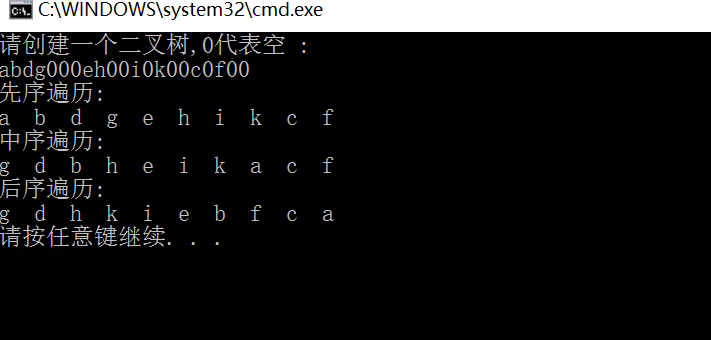 C:\WINDOWS\system32\cmd.exe
请创建一个二叉树,0代表空 :
abdg000eh00i0k00c0f00
先序遍历:
a b d g e h i k c f
中序遍历:
g d b h e i k a c f
后序遍历:
g d h k i e b f c a
请按任意键继续. . .